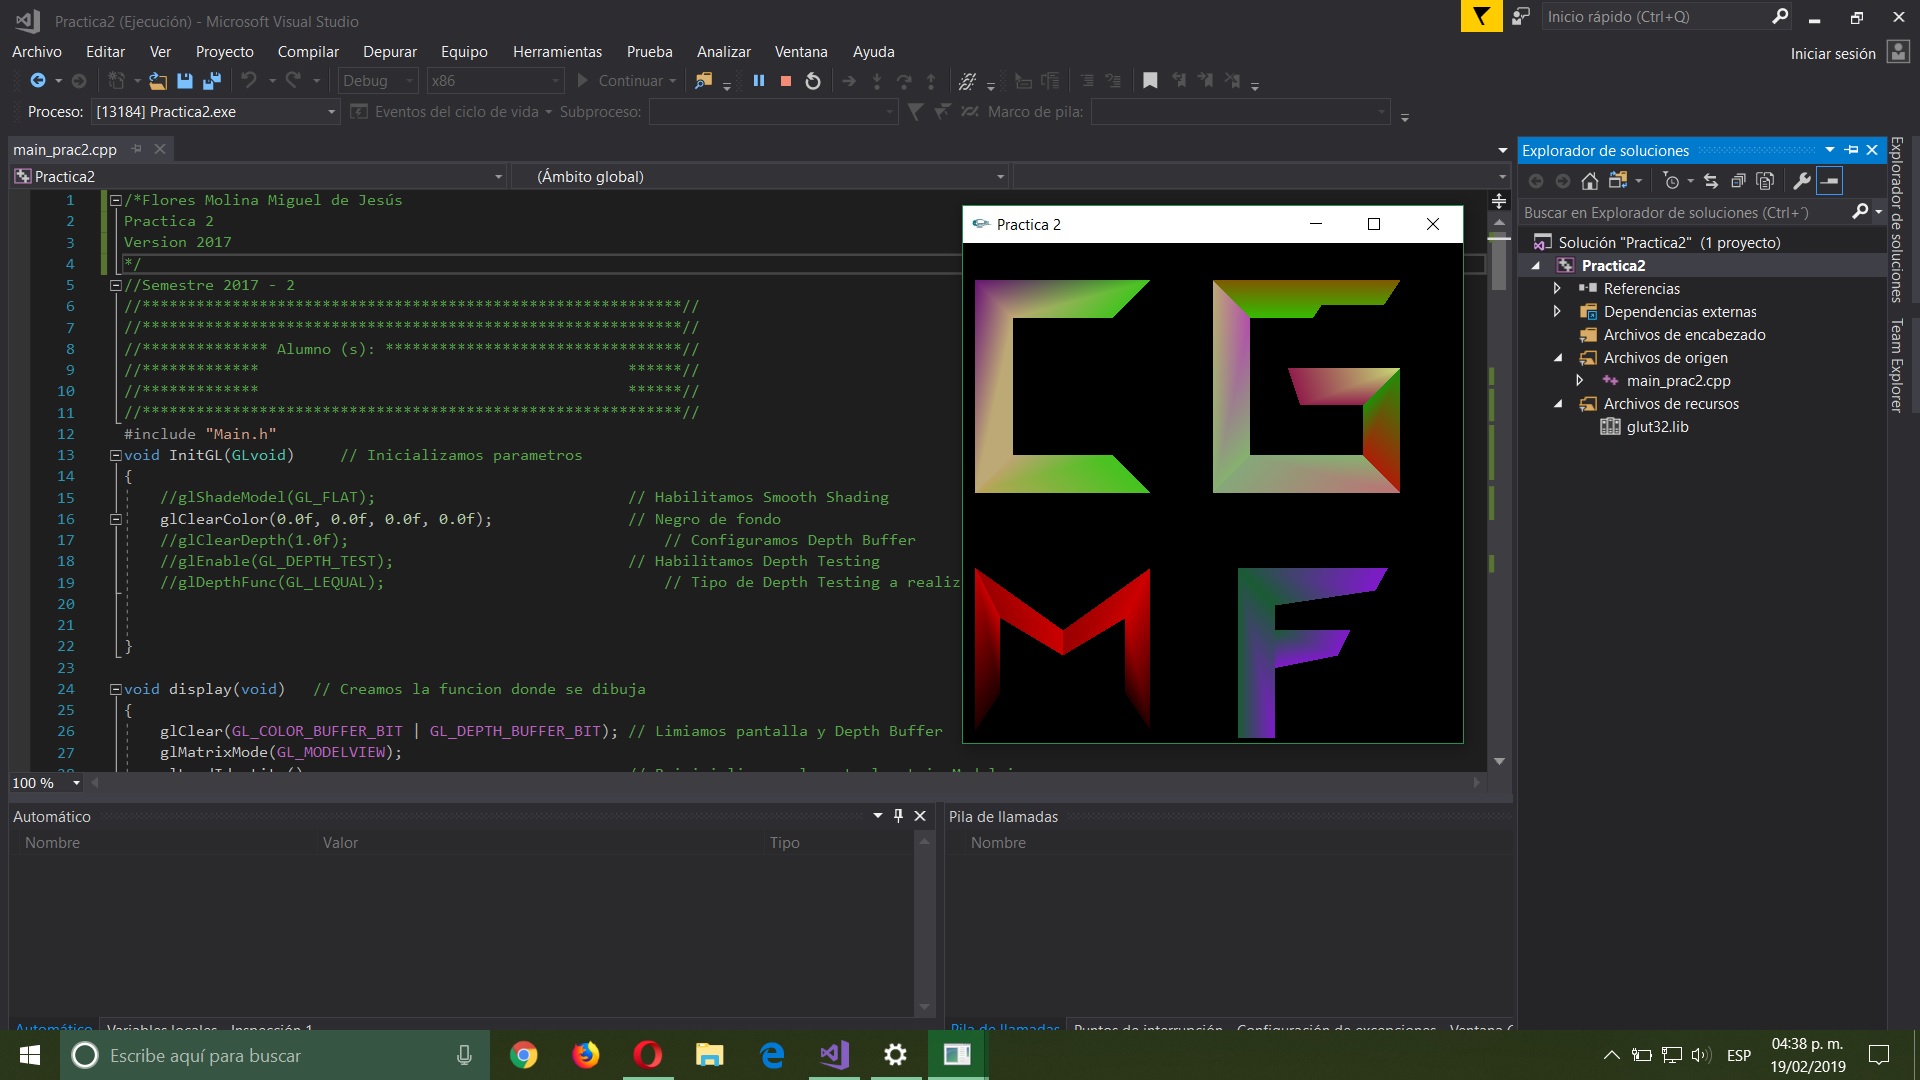 Practica2 (Ejecución) - Microsoft Visual Studio
Inicio rápido (Ctrl+Q)
Archivo Editar Ver Proyecto Compilar Depurar Equipo Herramientas Prueba Analizar Ventana Ayuda
Iniciar sesión
Debug x86 Continuar
Proceso: [13184] Practica2.exe Eventos del ciclo de vida Subproceso: Marco de pila:
main_prac2.cpp
Practica2 (Ámbito global)
1 /*Flores Molina Miguel de Jesús
2 Practica 2
3 Version 2017
4 */
5 //Semestre 2017 - 2
6 //************************************************************//
7 //************************************************************//
8 //************** Alumno (s): *********************************//
9 //************* ******//
10 //************* ******//
11 //************************************************************//
12 #include "Main.h"
13 void InitGL(GLvoid) // Inicializamos parametros
14 {
15 //glShadeModel(GL_FLAT); // Habilitamos Smooth Shading
16 glClearColor(0.0f, 0.0f, 0.0f, 0.0f); // Negro de fondo
17 //glClearDepth(1.0f); // Configuramos Depth Buffer
18 //glEnable(GL_DEPTH_TEST); // Habilitamos Depth Testing
19 //glDepthFunc(GL_LEQUAL); // Tipo de Depth Testing a realiz
20
21
22 }
23
24 void display(void) // Creamos la funcion donde se dibuja
25 {
26 glClear(GL_COLOR_BUFFER_BIT | GL_DEPTH_BUFFER_BIT); // Limiamos pantalla y Depth Buffer
27 glMatrixMode(GL_MODELVIEW);
100 %
Practica 2
C G
M F
Explorador de soluciones
Buscar en Explorador de soluciones (Ctrl+´)
Solución "Practica2" (1 proyecto)
Practica2
Referencias
Dependencias externas
Archivos de encabezado
Archivos de origen
main_prac2.cpp
Archivos de recursos
glut32.lib
Explorador de soluciones
Team Explorer
Automático
Nombre Valor Tipo
Pila de llamadas
Nombre
Automático Variables locales Inspección 1
Pila de llamadas Puntos de interrupción Configuración de excepciones Ventana
Escribe aquí para buscar
ESP
04:38 p. m.
19/02/2019